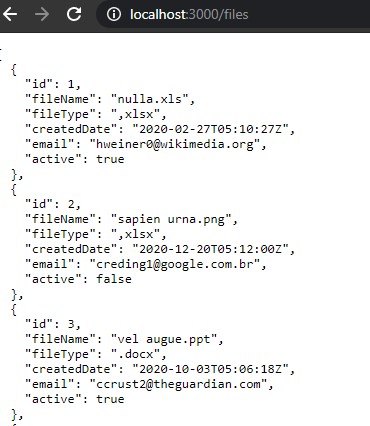 localhost:3000/files
[
{
"id": 1,
"fileName": "nulla.xls",
"fileType": ",xlsx",
"createdDate": "2020-02-27T05:10:27Z",
"email": "hweiner0@wikimedia.org",
"active": true
},
{
"id": 2,
"fileName": "sapien urna.png",
"fileType": ",xlsx",
"createdDate": "2020-12-20T05:12:00Z",
"email": "creding1@google.com.br",
"active": false
},
{
"id": 3,
"fileName": "vel augue.ppt",
"fileType": ".docx",
"createdDate": "2020-10-03T05:06:18Z",
"email": "ccrust2@theguardian.com",
"active": true
},
{